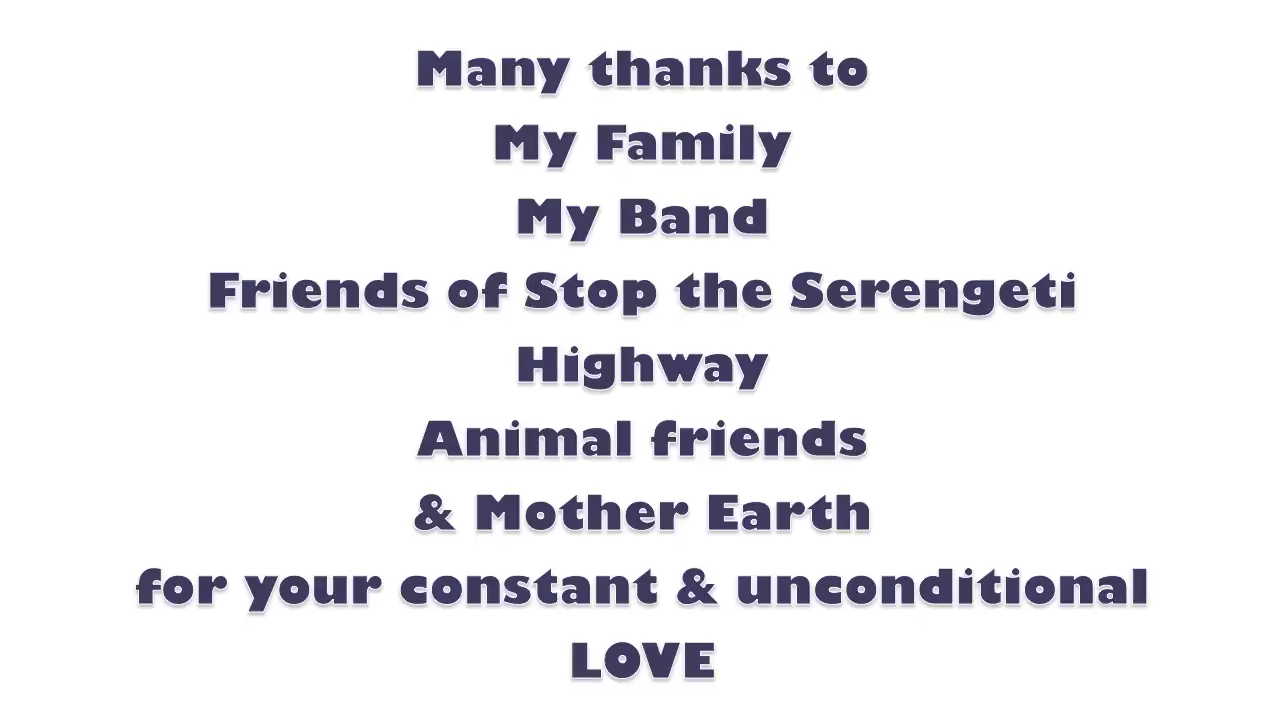 Many thanks to
My Family
My Band
Friends of Stop the Serengeti
Highway
Animal friends
& Mother Earth
for your constant & unconditional
LOVE